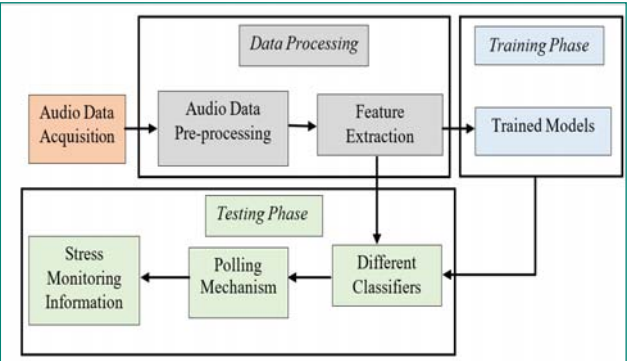 Data Processing
Training Phase
Audio Data
Acquisition
Audio Data
Pre-processing
Feature
Extraction
Trained Models
Testing Phase
Stress
Monitoring
Information
Polling
Mechanism
Different
Classifiers